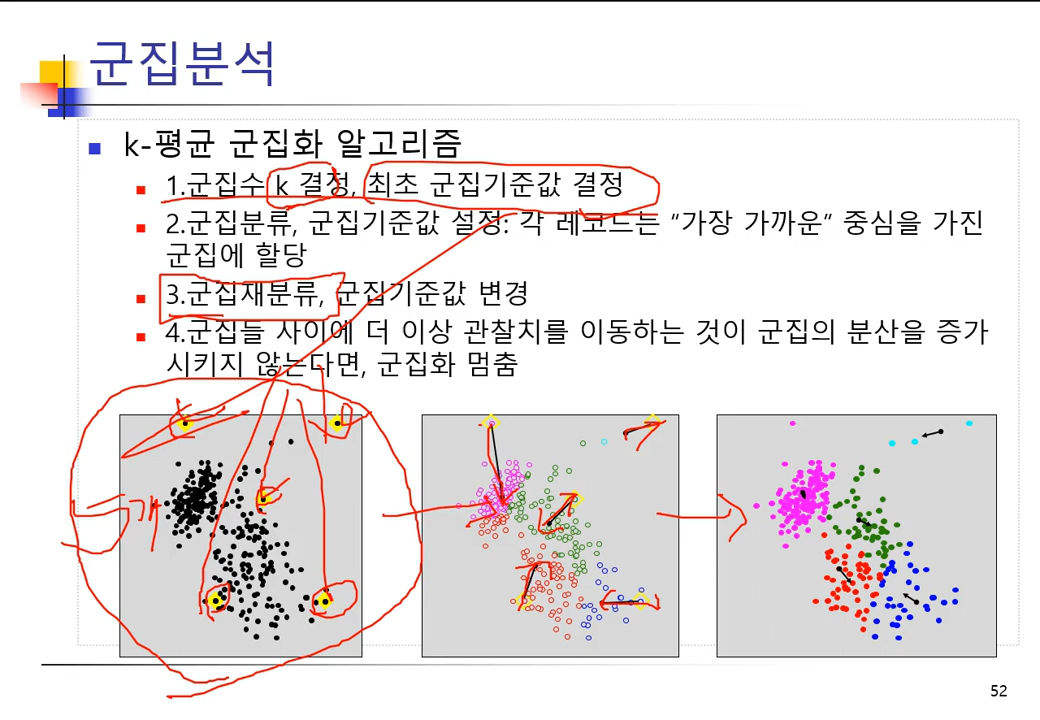 군집분석
k-평균 군집화 알고리즘
1.군집수 k 결정, 최초 군집기준값 결정
2.군집분류, 군집기준값 설정: 각 레코드는 “가장 가까운” 중심을 가진
군집에 할당
3.군집재분류, 군집기준값 변경
4.군집들 사이에 더 이상 관찰치를 이동하는 것이 군집의 분산을 증가
시키지 않는다면, 군집화 멈춤
52